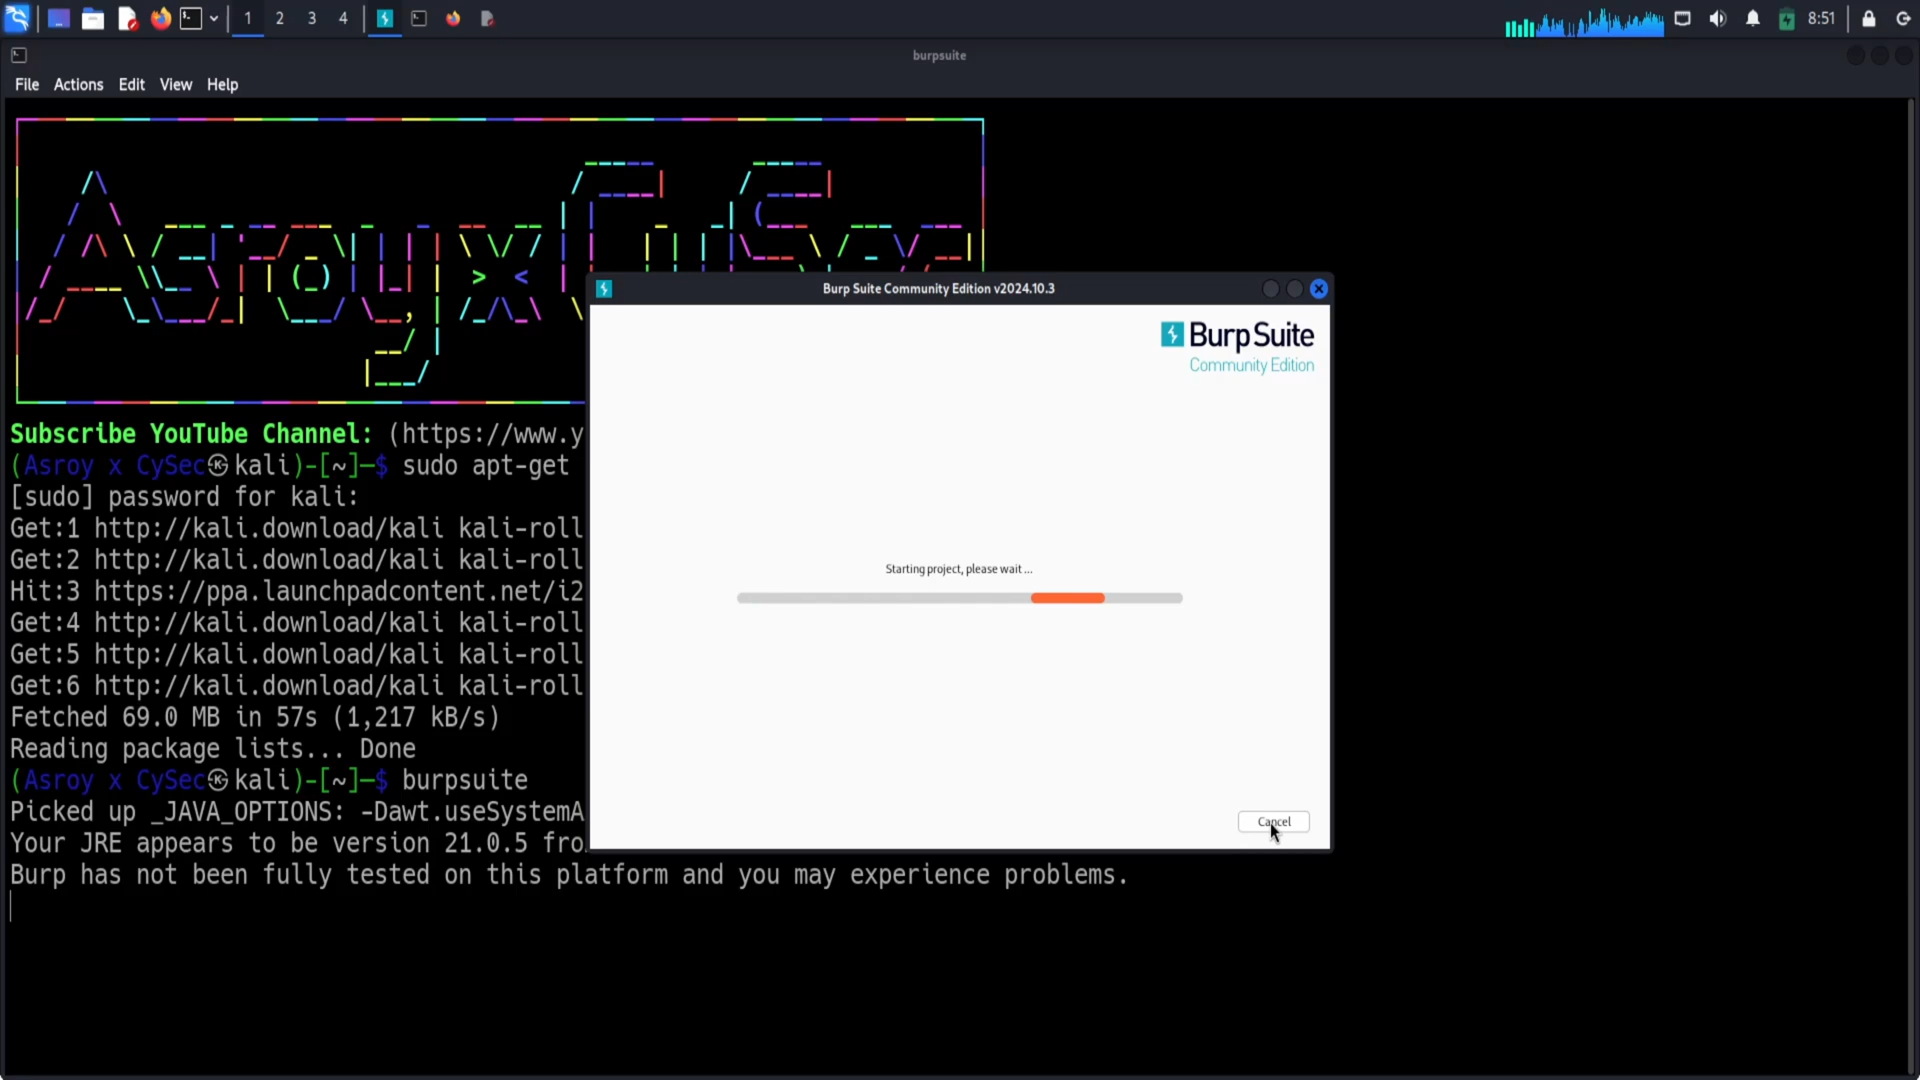 1 2 3 4 8:51
burpsuite
File Actions Edit View Help
Subscribe YouTube Channel: (https://www.y
(Asroy x CySec㉿kali)-[~]─$ sudo apt-get
[sudo] password for kali:
Get:1 http://kali.download/kali kali-roll
Get:2 http://kali.download/kali kali-roll
Hit:3 https://ppa.launchpadcontent.net/i2
Get:4 http://kali.download/kali kali-roll
Get:5 http://kali.download/kali kali-roll
Get:6 http://kali.download/kali kali-roll
Fetched 69.0 MB in 57s (1,217 kB/s)
Reading package lists... Done
(Asroy x CySec㉿kali)-[~]─$ burpsuite
Picked up _JAVA_OPTIONS: -Dawt.useSystemA
Your JRE appears to be version 21.0.5 fro
Burp has not been fully tested on this platform and you may experience problems.
Burp Suite Community Edition v2024.10.3
Burp Suite
Community Edition
Starting project, please wait ...
Cancel